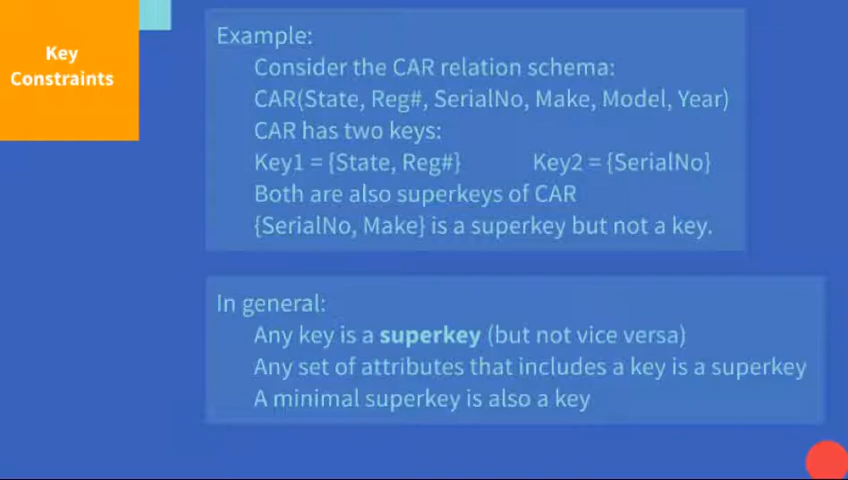 Key
Constraints
Example:
Consider the CAR relation schema:
CAR(State, Reg#, SerialNo, Make, Model, Year)
CAR has two keys:
Key1 = {State, Reg#} Key2 = {SerialNo}
Both are also superkeys of CAR
{SerialNo, Make} is a superkey but not a key.
In general:
Any key is a superkey (but not vice versa)
Any set of attributes that includes a key is a superkey
A minimal superkey is also a key